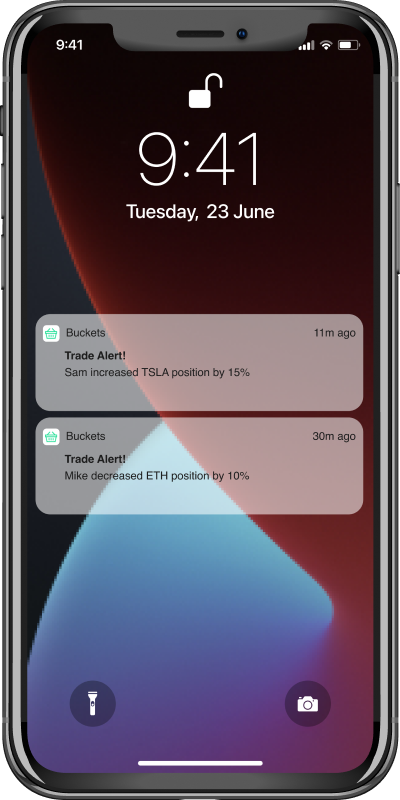 9:41
9:41
Tuesday, 23 June
Buckets 11m ago
Trade Alert!
Sam increased TSLA position by 15%
Buckets 30m ago
Trade Alert!
Mike decreased ETH position by 10%